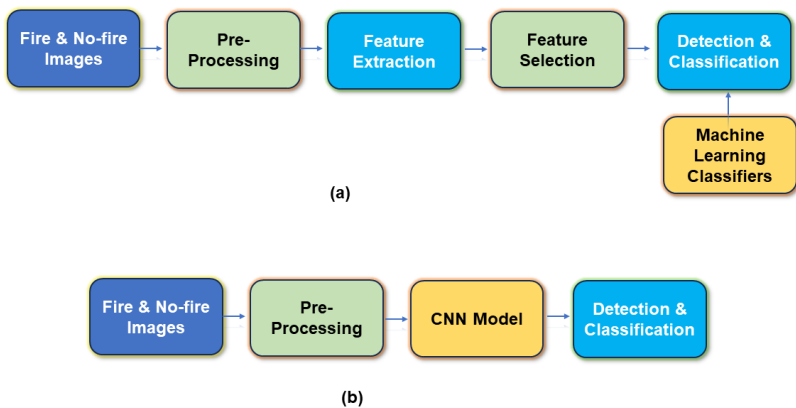 Fire & No-fire
Images
Pre-
Processing
Feature
Extraction
Feature
Selection
Detection &
Classification
Machine
Learning
Classifiers
(a)
Fire & No-fire
Images
Pre-
Processing
CNN Model
Detection &
Classification
(b)